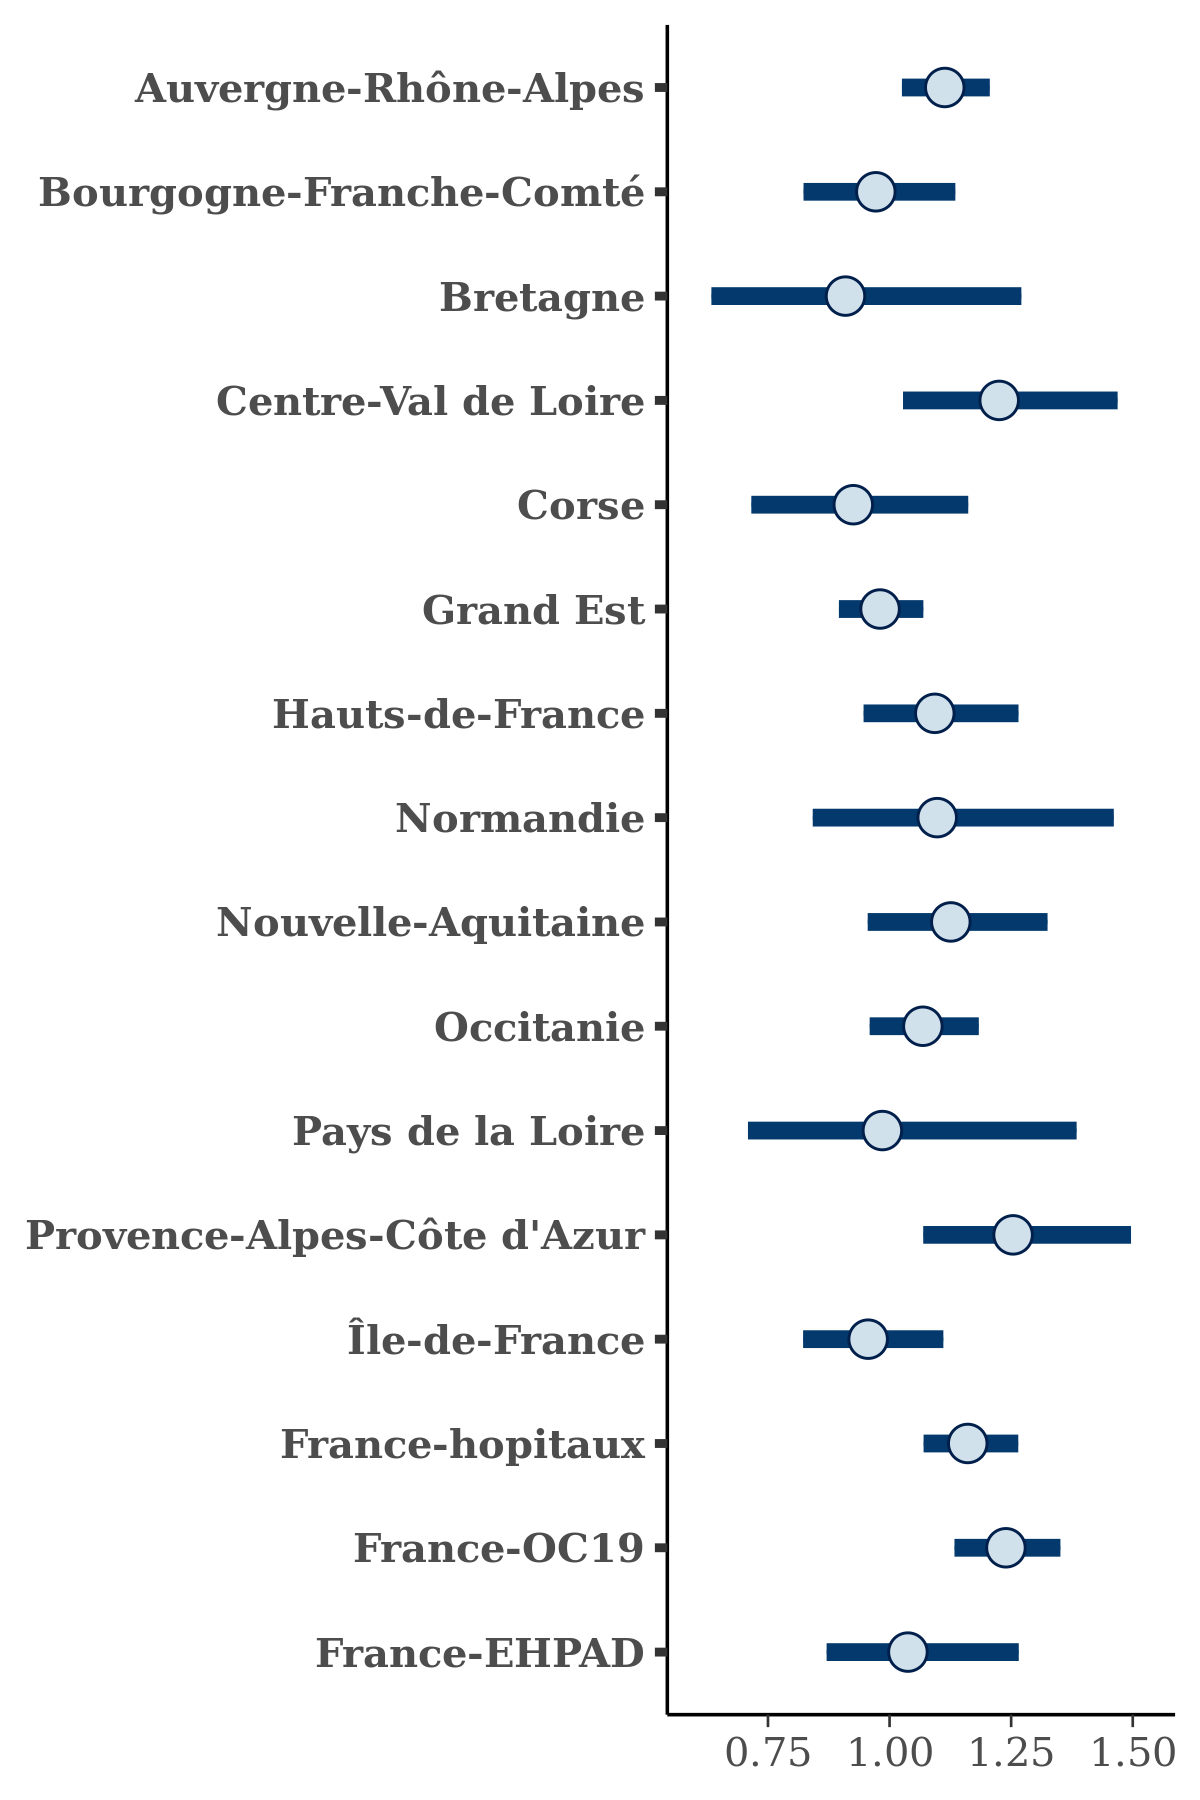 Auvergne-Rhône-Alpes
Bourgogne-Franche-Comté
Bretagne
Centre-Val de Loire
Corse
Grand Est
Hauts-de-France
Normandie
Nouvelle-Aquitaine
Occitanie
Pays de la Loire
Provence-Alpes-Côte d'Azur
Île-de-France
France-hopitaux
France-OC19
France-EHPAD
0.75 1.00 1.25 1.50